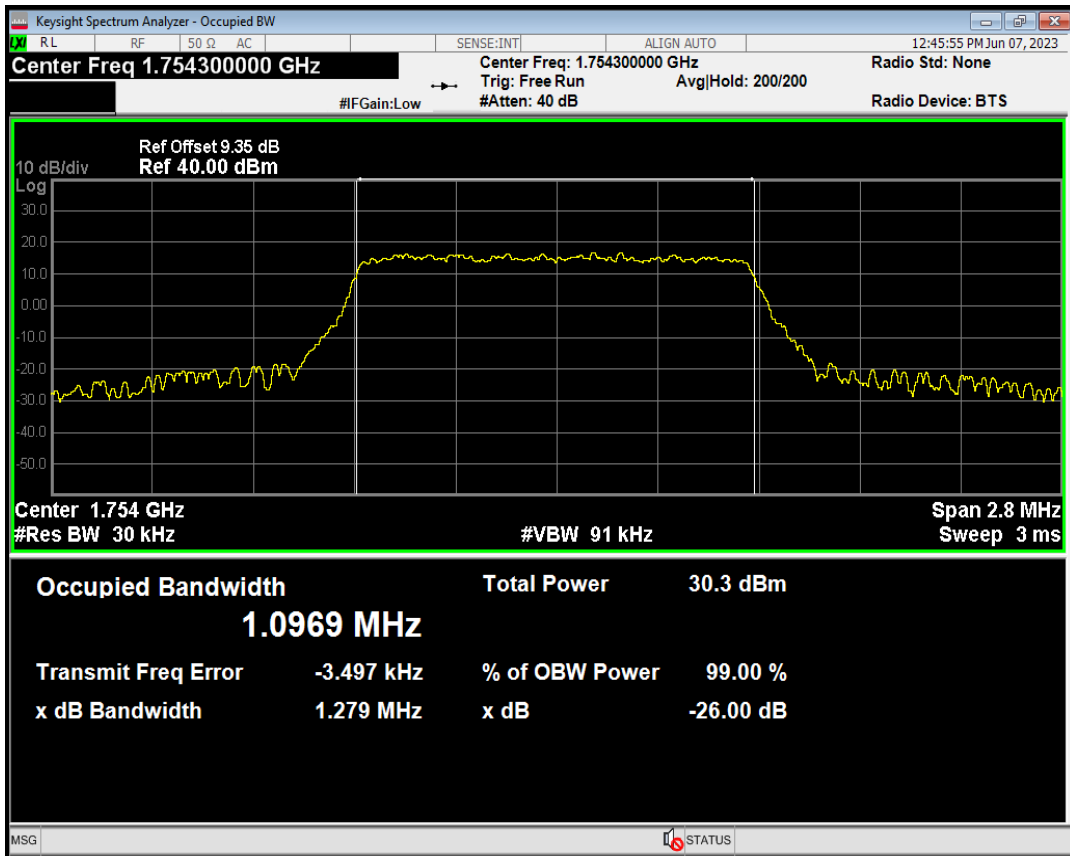 Keysight Spectrum Analyzer - Occupied BW
LXI RL RF 50 Ω AC SENSE:INT ALIGN AUTO 12:45:55 PM Jun 07, 2023
Center Freq 1.754300000 GHz Center Freq: 1.754300000 GHz Radio Std: None
Trig: Free Run Avg|Hold: 200/200
#IFGain:Low #Atten: 40 dB Radio Device: BTS
Ref Offset 9.35 dB
10 dB/div Ref 40.00 dBm
Log
30.0
20.0
10.0
0.00
-10.0
-20.0
-30.0
-40.0
-50.0
Center 1.754 GHz Span 2.8 MHz
#Res BW 30 kHz #VBW 91 kHz Sweep 3 ms
Occupied Bandwidth Total Power 30.3 dBm
1.0969 MHz
Transmit Freq Error -3.497 kHz % of OBW Power 99.00 %
x dB Bandwidth 1.279 MHz x dB -26.00 dB
MSG STATUS